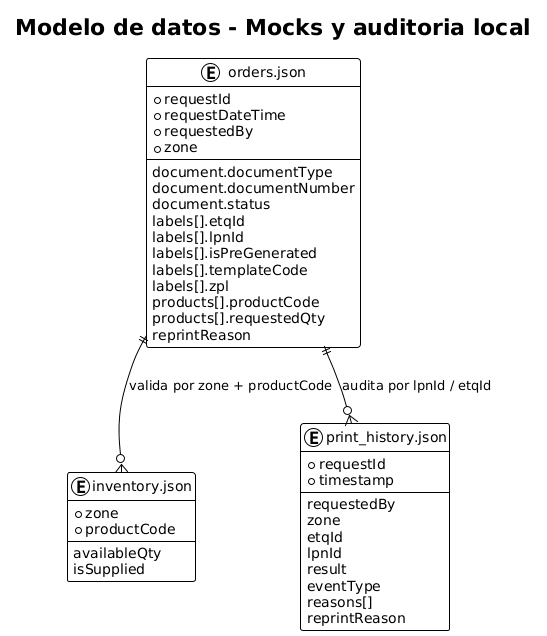 Modelo de datos - Mocks y auditoria local
E orders.json
requestId
requestDateTime
requestedBy
zone
document.documentType
document.documentNumber
document.status
labels[].etqId
labels[].lpnId
labels[].isPreGenerated
labels[].templateCode
labels[].zpl
products[].productCode
products[].requestedQty
reprintReason
valida por zone + productCode
audita por lpnId / etqId
E inventory.json
zone
productCode
availableQty
isSupplied
E print_history.json
requestId
timestamp
requestedBy
zone
etqId
lpnId
result
eventType
reasons[]
reprintReason